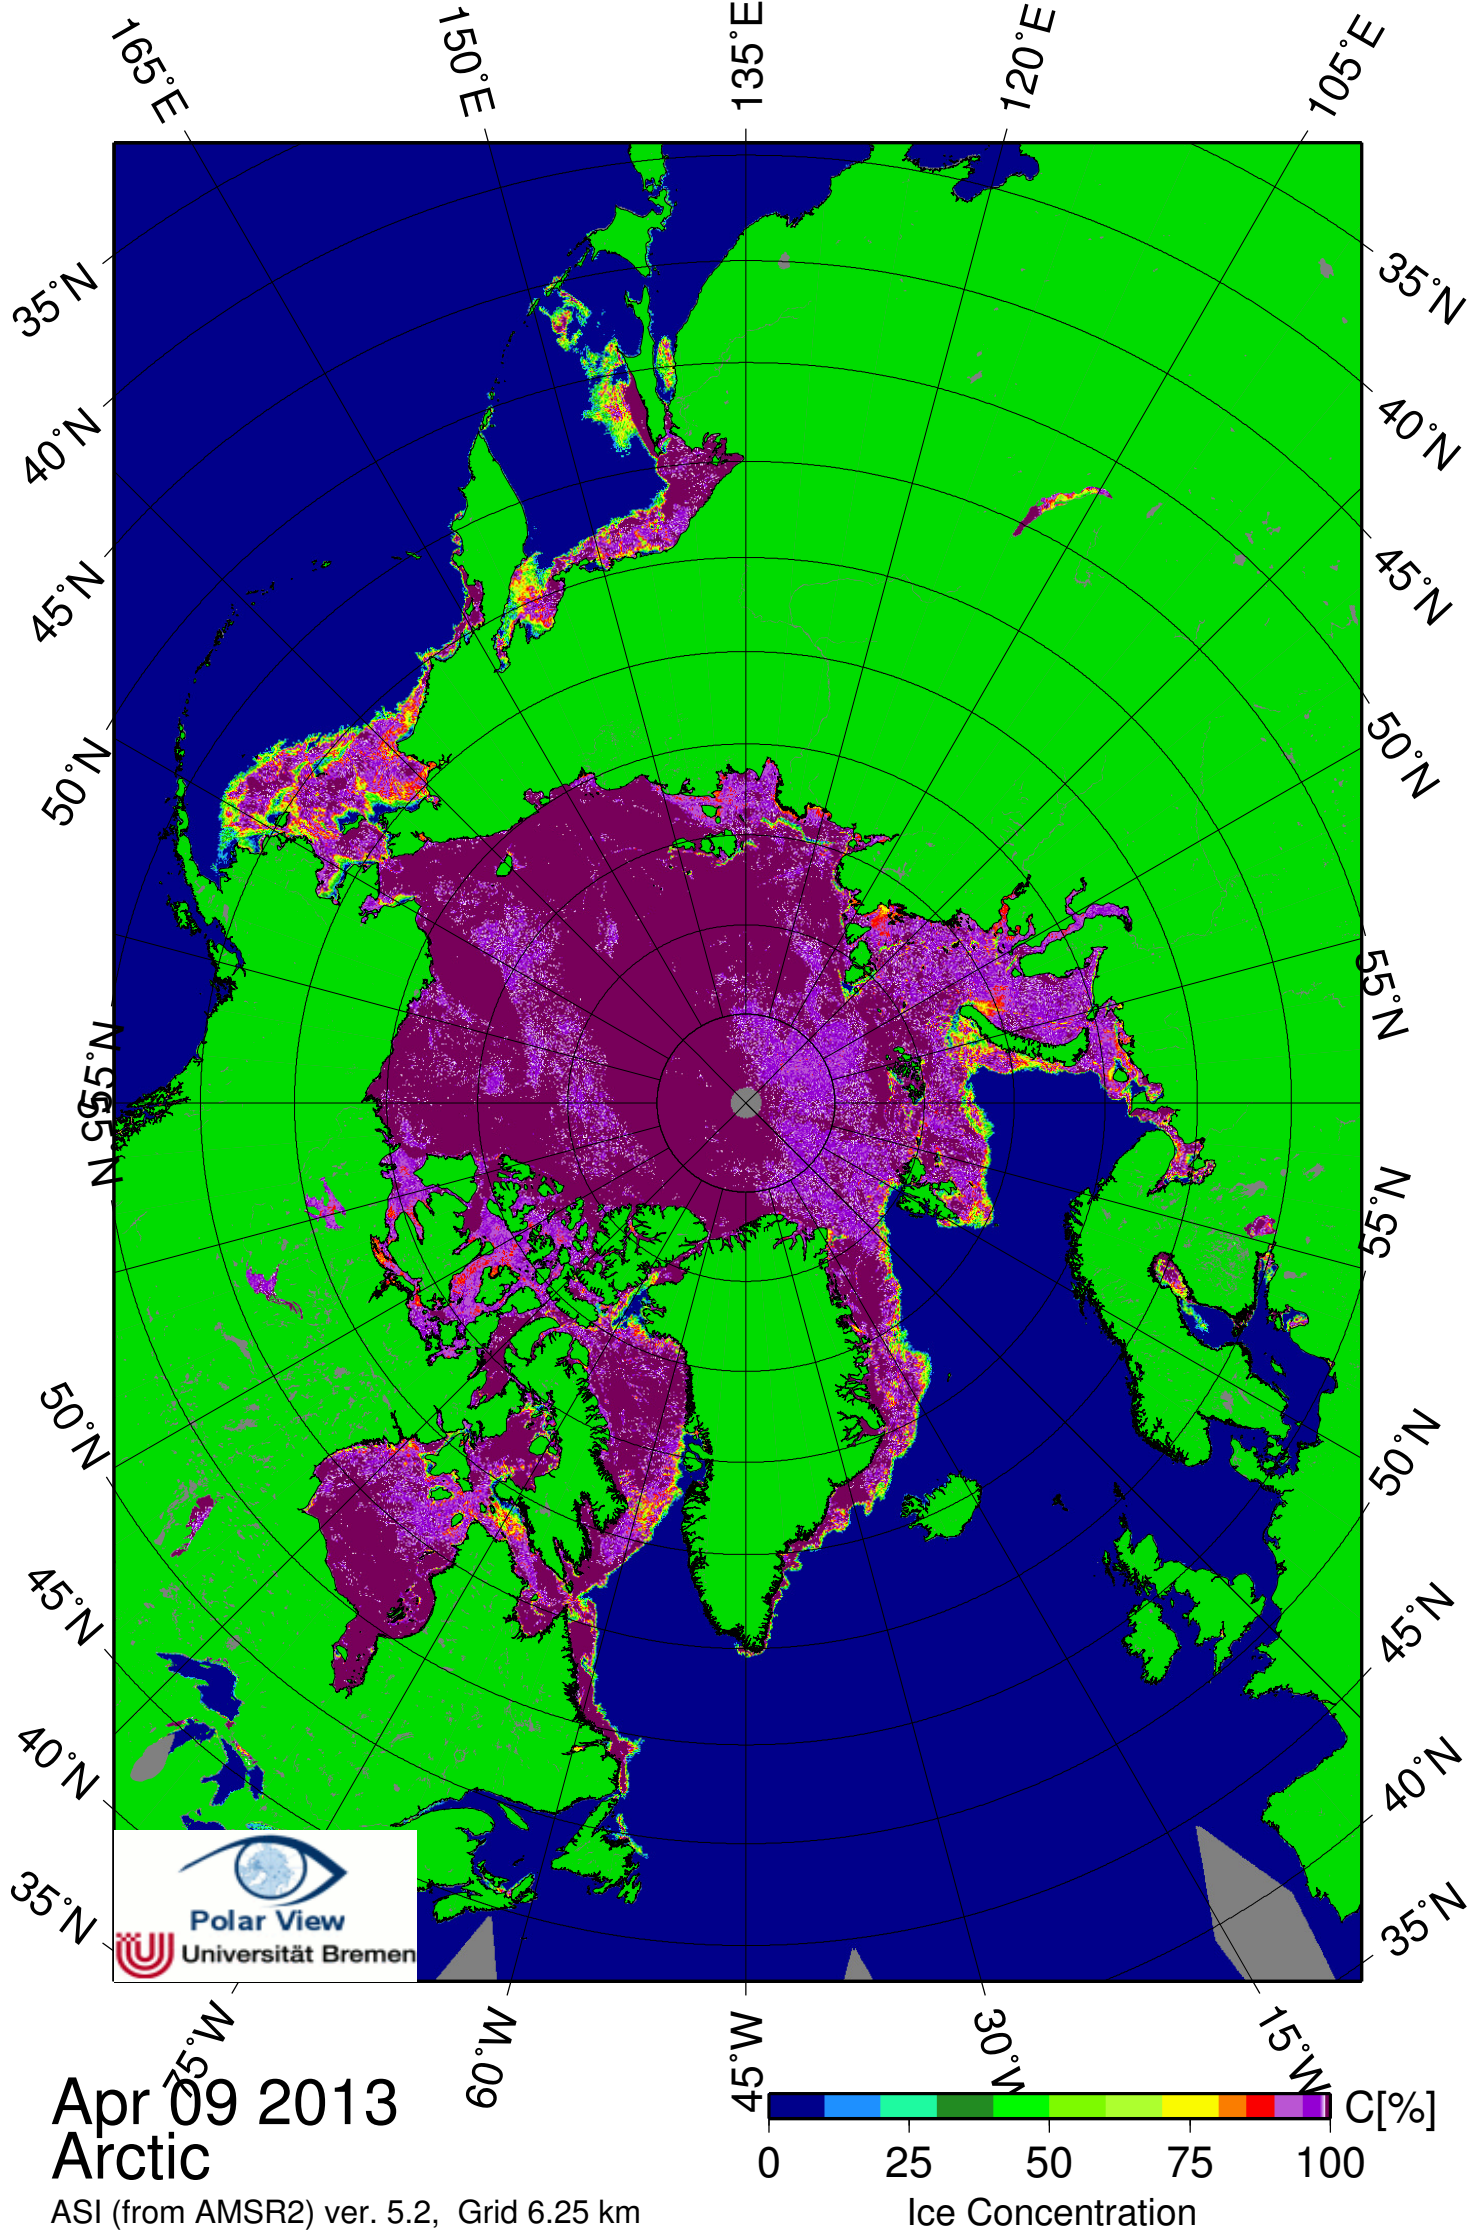 165°E 150°E 135°E 120°E 105°E
35°N 35°N
40°N 40°N
45°N 45°N
50°N 50°N
55°N 55°N
55°N 55°N
50°N 50°N
45°N 45°N
40°N 40°N
35°N 35°N
Polar View
Universität Bremen
75°W 60°W 45°W 30°W 15°W
Apr 09 2013
Arctic
ASI (from AMSR2) ver. 5.2, Grid 6.25 km
C[%]
0 25 50 75 100
Ice Concentration